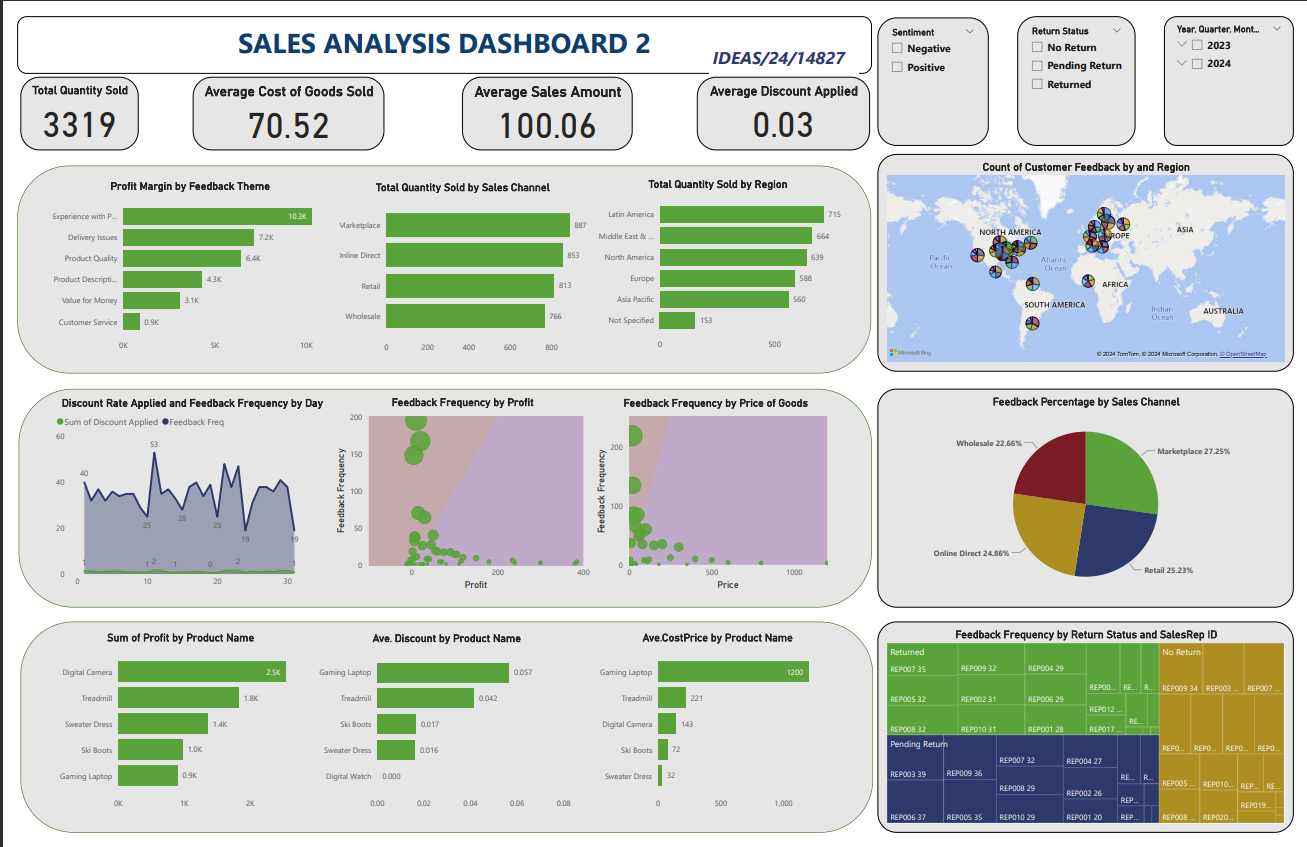 SALES ANALYSIS DASHBOARD 2
IDEAS/24/14827
Sentiment
Negative
Positive
Return Status
No Return
Pending Return
Returned
Year, Quarter, Mont...
2023
2024
Total Quantity Sold
3319
Average Cost of Goods Sold
70.52
Average Sales Amount
100.06
Average Discount Applied
0.03
Profit Margin by Feedback Theme
Experience with P...
10.3K
Delivery Issues
7.2K
Product Quality
6.4K
Product Descripti...
4.3K
Value for Money
3.1K
Customer Service
0.9K
0K 5K 10K
Total Quantity Sold by Sales Channel
Marketplace
887
Inline Direct
853
Retail
813
Wholesale
766
0 200 400 600 800
Total Quantity Sold by Region
Latin America
715
Middle East & ...
664
North America
639
Europe
588
Asia Pacific
560
Not Specified
153
0 500
Count of Customer Feedback by and Region
NORTH AMERICA
ROPE
ASIA
Pacific
Ocean
Atlantic
Ocean
AFRICA
SOUTH AMERICA
Indian
Ocean
AUSTRALIA
Microsoft Bing
© 2024 TomTom, © 2024 Microsoft Corporation, © OpenStreetMap
Discount Rate Applied and Feedback Frequency by Day
Sum of Discount Applied Feedback Freq
60
40
20
0
40
53
25
28
25
19
19
1
1
2
1
0
2
1
0 10 20 30
Feedback Frequency by Profit
Feedback Frequency
200
150
100
50
0
0 200 400
Profit
Feedback Frequency by Price of Goods
Feedback Frequency
200
100
0
0 500 1000
Price
Feedback Percentage by Sales Channel
Wholesale 22.66%
Marketplace 27.25%
Online Direct 24.86%
Retail 25.23%
Sum of Profit by Product Name
Digital Camera
2.5K
Treadmill
1.8K
Sweater Dress
1.4K
Ski Boots
1.0K
Gaming Laptop
0.9K
0K 1K 2K
Ave. Discount by Product Name
Gaming Laptop
0.057
Treadmill
0.042
Ski Boots
0.017
Sweater Dress
0.016
Digital Watch
0.000
0.00 0.02 0.04 0.06 0.08
Ave.CostPrice by Product Name
Gaming Laptop
1200
Treadmill
221
Digital Camera
143
Ski Boots
72
Sweater Dress
32
0 500 1,000
Feedback Frequency by Return Status and SalesRep ID
Returned
REP007 35
REP009 32
REP004 29
REP00...
RE...
R...
REP005 32
REP002 31
REP006 29
REP012 ...
RE...
REP008 32
REP010 31
REP001 28
REP017 ...
Pending Return
REP003 39
REP009 36
REP007 32
REP004 27
RE...
R...
REP008 29
REP002 26
REP...
REP006 37
REP005 35
REP010 29
REP001 20
REP...
No Return
REP009 34
REP003 ...
REP007 ...
REP0...
REP0...
REP0...
REP0...
REP005 ...
REP010...
REP...
RE...
REP019...
REP008 ...
REP020...